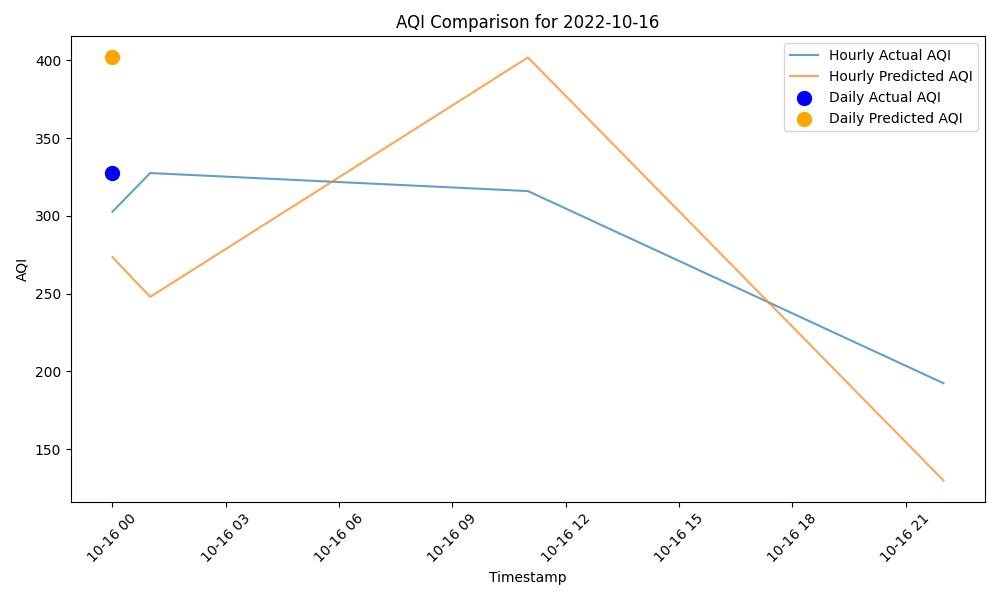 AQI Comparison for 2022-10-16
Hourly Actual AQI
Hourly Predicted AQI
Daily Actual AQI
Daily Predicted AQI
AQI
400
350
300
250
200
150
10-16 00
10-16 03
10-16 06
10-16 09
10-16 12
10-16 15
10-16 18
10-16 21
Timestamp